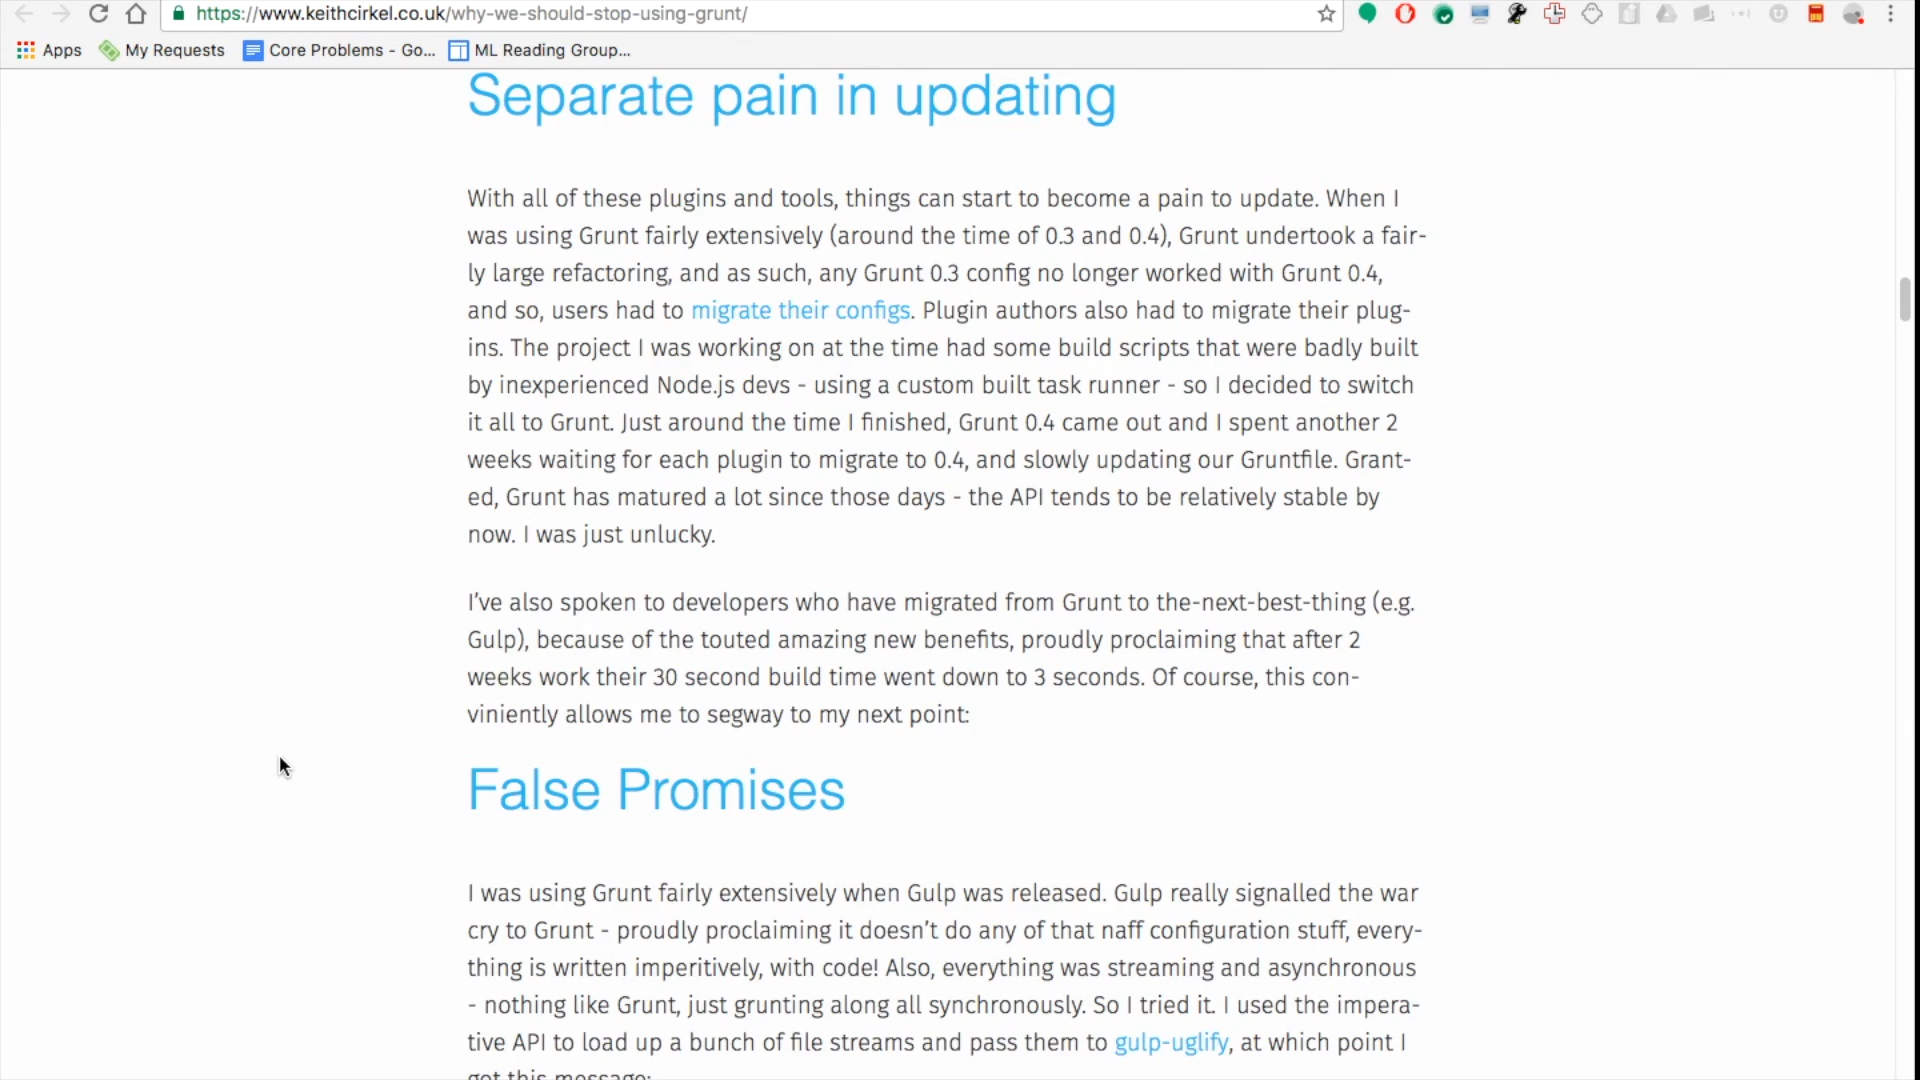 https://www.keithcirkel.co.uk/why-we-should-stop-using-grunt/
Apps My Requests Core Problems - Go... ML Reading Group...
Separate pain in updating
With all of these plugins and tools, things can start to become a pain to update. When I
was using Grunt fairly extensively (around the time of 0.3 and 0.4), Grunt undertook a fair-
ly large refactoring, and as such, any Grunt 0.3 config no longer worked with Grunt 0.4,
and so, users had to migrate their configs. Plugin authors also had to migrate their plug-
ins. The project I was working on at the time had some build scripts that were badly built
by inexperienced Node.js devs - using a custom built task runner - so I decided to switch
it all to Grunt. Just around the time I finished, Grunt 0.4 came out and I spent another 2
weeks waiting for each plugin to migrate to 0.4, and slowly updating our Gruntfile. Grant-
ed, Grunt has matured a lot since those days - the API tends to be relatively stable by
now. I was just unlucky.
I've also spoken to developers who have migrated from Grunt to the-next-best-thing (e.g.
Gulp), because of the touted amazing new benefits, proudly proclaiming that after 2
weeks work their 30 second build time went down to 3 seconds. Of course, this con-
viniently allows me to segway to my next point:
False Promises
I was using Grunt fairly extensively when Gulp was released. Gulp really signalled the war
cry to Grunt - proudly proclaiming it doesn't do any of that naff configuration stuff, every-
thing is written imperitively, with code! Also, everything was streaming and asynchronous
- nothing like Grunt, just grunting along all synchronously. So I tried it. I used the impera-
tive API to load up a bunch of file streams and pass them to gulp-uglify, at which point I
got this message: